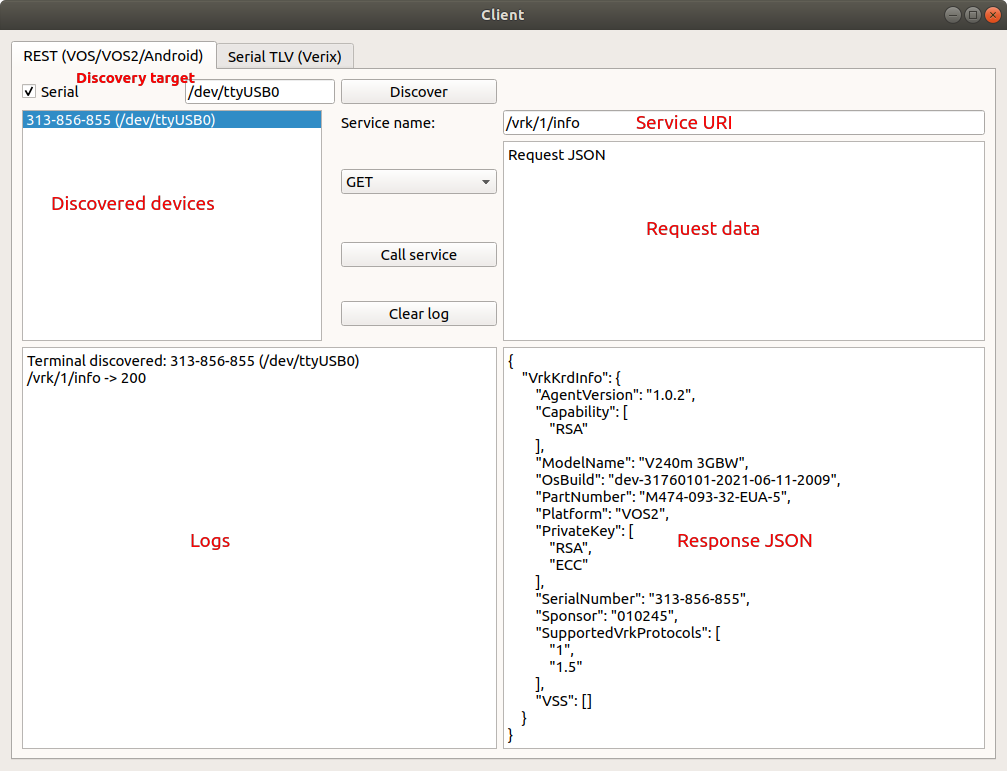 Client
REST (VOS/VOS2/Android)
Serial TLV (Verix)
Discovery target
Serial
/dev/ttyUSB0
Discover
313-856-855 (/dev/ttyUSB0)
Discovered devices
Service name:
/vrk/1/info
Service URI
GET
Request JSON
Request data
Call service
Clear log
Terminal discovered: 313-856-855 (/dev/ttyUSB0)
/vrk/1/info -> 200
Logs
{
"VrkKrdInfo": {
"AgentVersion": "1.0.2",
"Capability": [
"RSA"
],
"ModelName": "V240m 3GBW",
"OsBuild": "dev-31760101-2021-06-11-2009",
"PartNumber": "M474-093-32-EUA-5",
"Platform": "VOS2",
"PrivateKey": [
"RSA",
"ECC"
],
"SerialNumber": "313-856-855",
"Sponsor": "010245",
"SupportedVrkProtocols": [
"1",
"1.5"
],
"VSS": []
}
}
Response JSON